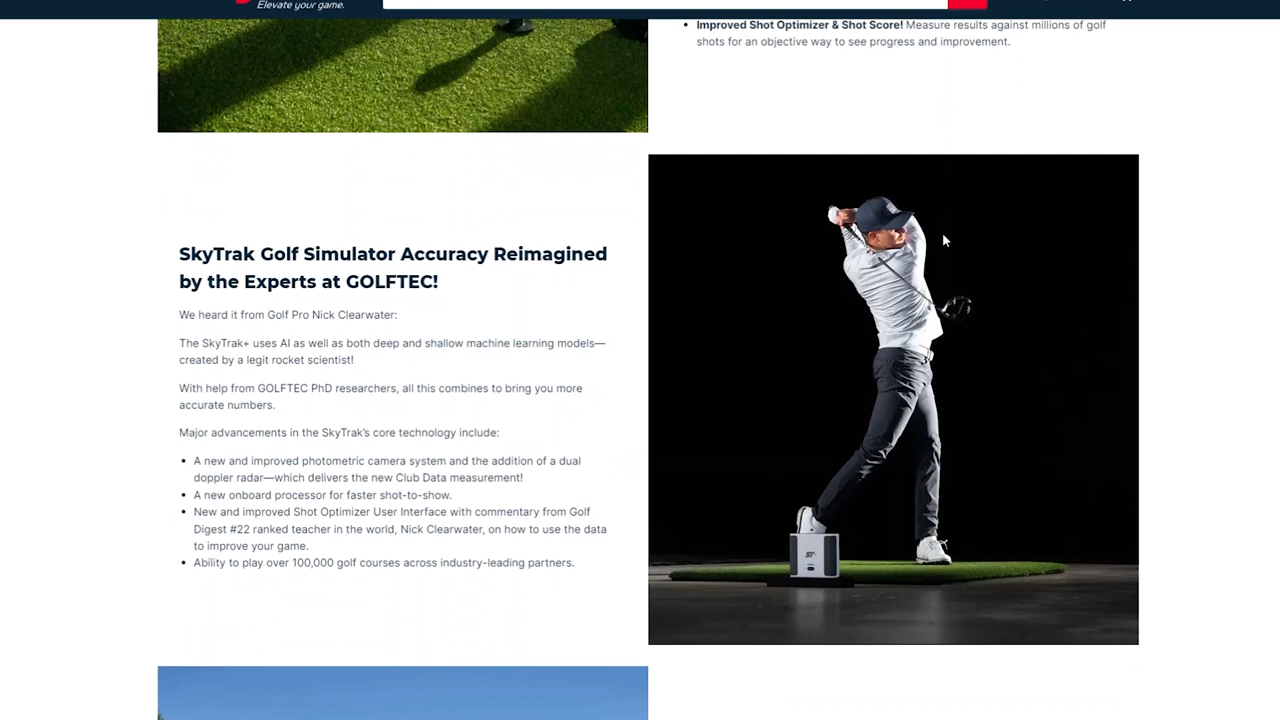 Elevate your game.
• Improved Shot Optimizer & Shot Score! Measure results against millions of golf
shots for an objective way to see progress and improvement.
SkyTrak Golf Simulator Accuracy Reimagined
by the Experts at GOLFTEC!
We heard it from Golf Pro Nick Clearwater:
The SkyTrak+ uses AI as well as both deep and shallow machine learning models—
created by a legit rocket scientist!
With help from GOLFTEC PhD researchers, all this combines to bring you more
accurate numbers.
Major advancements in the SkyTrak's core technology include:
• A new and improved photometric camera system and the addition of a dual
doppler radar—which delivers the new Club Data measurement!
• A new onboard processor for faster shot-to-show.
• New and improved Shot Optimizer User Interface with commentary from Golf
Digest #22 ranked teacher in the world, Nick Clearwater, on how to use the data
to improve your game.
• Ability to play over 100,000 golf courses across industry-leading partners.
ST+